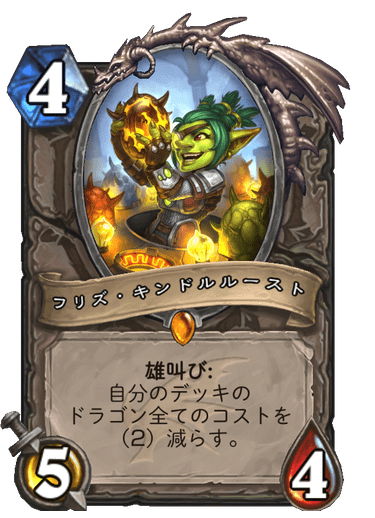 4
フリズ・キンドルルースト
雄叫び:
自分のデッキの
ドラゴン全てのコストを
（2）減らす。
5
4